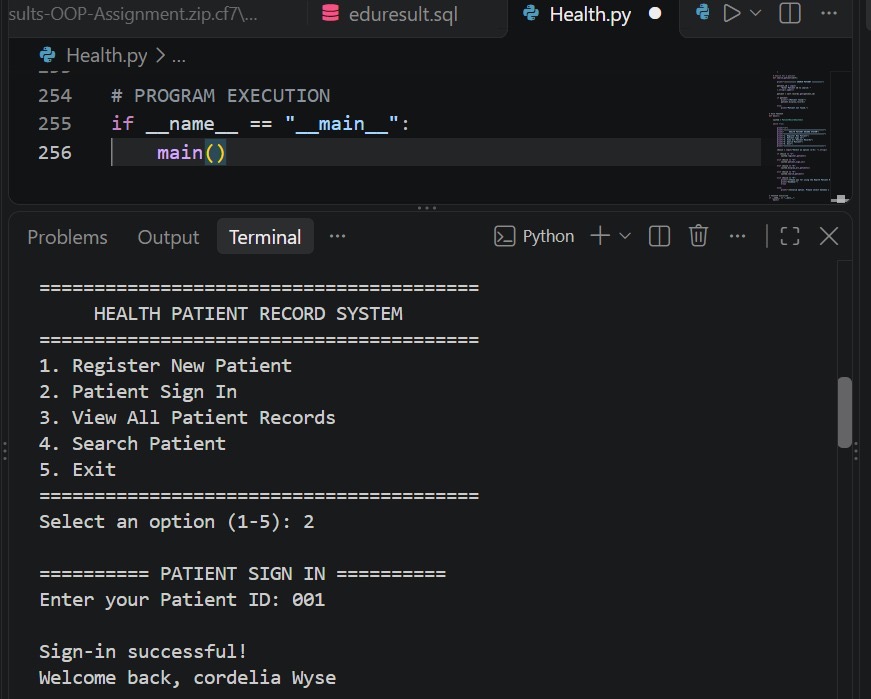 sults-OOP-Assignment.zip.cf7\...
eduresult.sql
Health.py
Health.py > ...
254 # PROGRAM EXECUTION
255 if __name__ == "__main__":
256 main()
Problems Output Terminal ...
Python
========================================
HEALTH PATIENT RECORD SYSTEM
========================================
1. Register New Patient
2. Patient Sign In
3. View All Patient Records
4. Search Patient
5. Exit
========================================
Select an option (1-5): 2
========== PATIENT SIGN IN ==========
Enter your Patient ID: 001
Sign-in successful!
Welcome back, cordelia Wyse